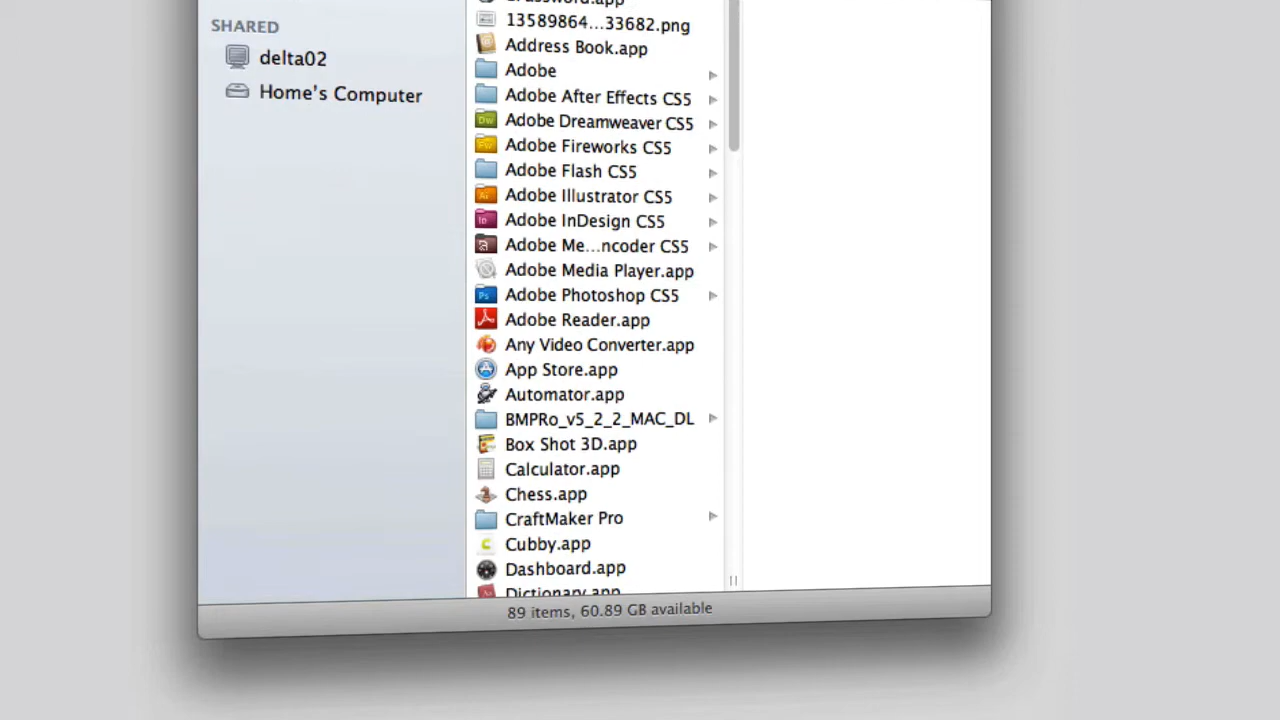 SHARED
delta02
Home's Computer
13589864...33682.png
Address Book.app
Adobe
Adobe After Effects CS5
Adobe Dreamweaver CS5
Adobe Fireworks CS5
Adobe Flash CS5
Adobe Illustrator CS5
Adobe InDesign CS5
Adobe Me...ncoder CS5
Adobe Media Player.app
Adobe Photoshop CS5
Adobe Reader.app
Any Video Converter.app
App Store.app
Automator.app
BMPRo_v5_2_2_MAC_DL
Box Shot 3D.app
Calculator.app
Chess.app
CraftMaker Pro
Cubby.app
Dashboard.app
Dictionary.app
89 items, 60.89 GB available